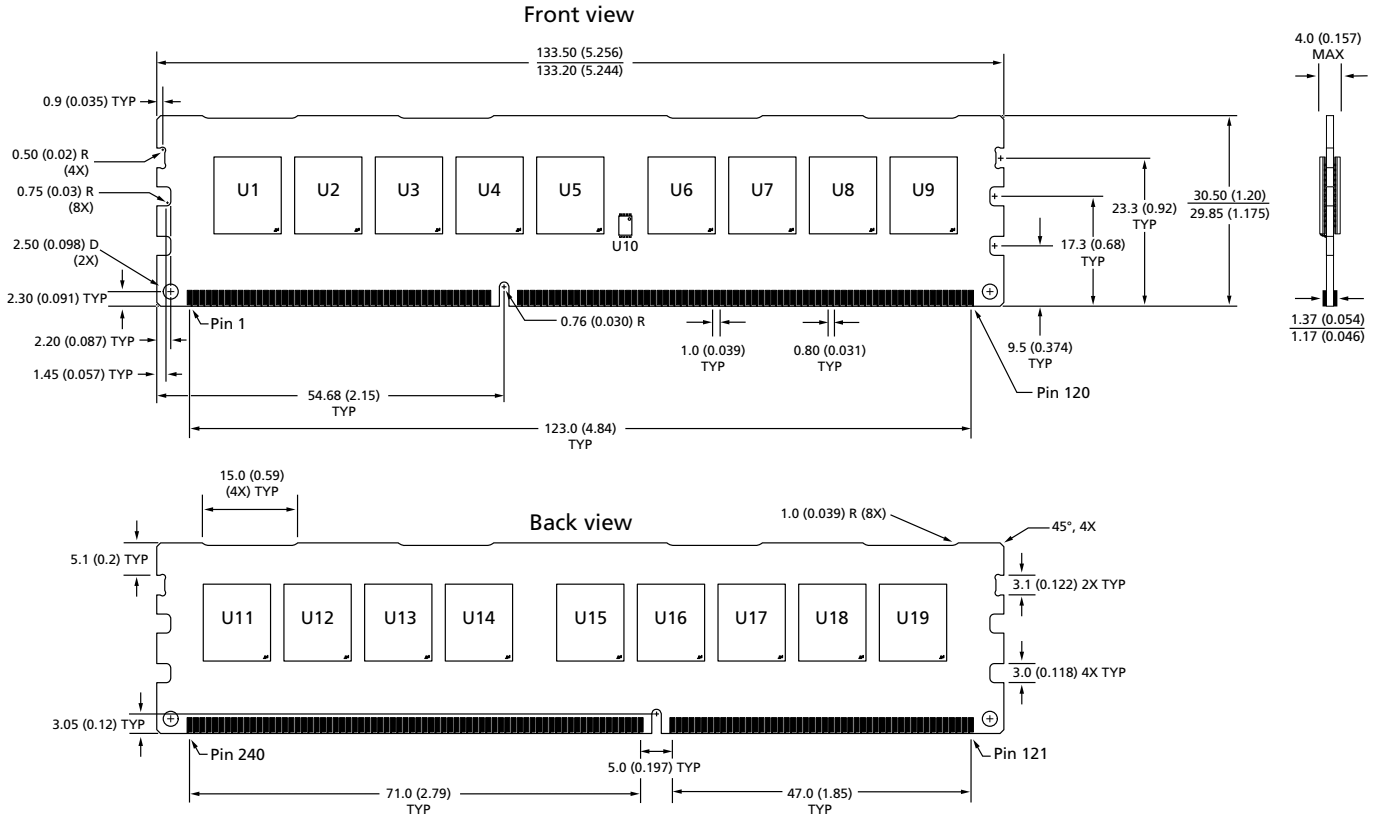 Front view
133.50 (5.256)
133.20 (5.244)
4.0 (0.157)
MAX
0.9 (0.035) TYP
0.50 (0.02) R
(4X)
0.75 (0.03) R
(8X)
2.50 (0.098) D
(2X)
2.30 (0.091) TYP
U1 U2 U3 U4 U5 U6 U7 U8 U9
U10
23.3 (0.92)
TYP
30.50 (1.20)
29.85 (1.175)
17.3 (0.68)
TYP
Pin 1
0.76 (0.030) R
2.20 (0.087) TYP
1.45 (0.057) TYP
1.0 (0.039)
TYP
0.80 (0.031)
TYP
9.5 (0.374)
TYP
1.37 (0.054)
1.17 (0.046)
54.68 (2.15)
TYP
Pin 120
123.0 (4.84)
TYP
15.0 (0.59)
(4X) TYP
Back view
1.0 (0.039) R (8X)
45°, 4X
5.1 (0.2) TYP
3.1 (0.122) 2X TYP
U11 U12 U13 U14 U15 U16 U17 U18 U19
3.0 (0.118) 4X TYP
3.05 (0.12) TYP
Pin 240
5.0 (0.197) TYP
Pin 121
71.0 (2.79)
TYP
47.0 (1.85)
TYP